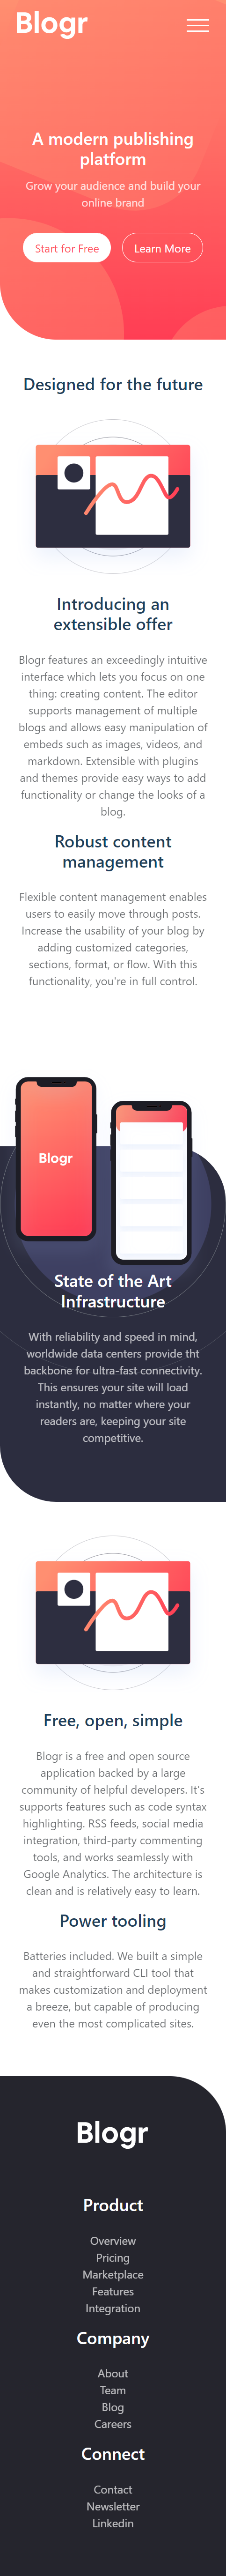 Blogr
A modern publishing
platform
Grow your audience and build your
online brand
Start for Free
Learn More
Designed for the future
Introducing an
extensible offer
Blogr features an exceedingly intuitive
interface which lets you focus on one
thing: creating content. The editor
supports management of multiple
blogs and allows easy manipulation of
embeds such as images, videos, and
markdown. Extensible with plugins
and themes provide easy ways to add
functionality or change the looks of a
blog.
Robust content
management
Flexible content management enables
users to easily move through posts.
Increase the usability of your blog by
adding customized categories,
sections, format, or flow. With this
functionality, you're in full control.
Blogr
State of the Art
Infrastructure
With reliability and speed in mind,
worldwide data centers provide tht
backbone for ultra-fast connectivity.
This ensures your site will load
instantly, no matter where your
readers are, keeping your site
competitive.
Free, open, simple
Blogr is a free and open source
application backed by a large
community of helpful developers. It's
supports features such as code syntax
highlighting. RSS feeds, social media
integration, third-party commenting
tools, and works seamlessly with
Google Analytics. The architecture is
clean and is relatively easy to learn.
Power tooling
Batteries included. We built a simple
and straightforward CLI tool that
makes customization and deployment
a breeze, but capable of producing
even the most complicated sites.
Blogr
Product
Overview
Pricing
Marketplace
Features
Integration
Company
About
Team
Blog
Careers
Connect
Contact
Newsletter
Linkedin